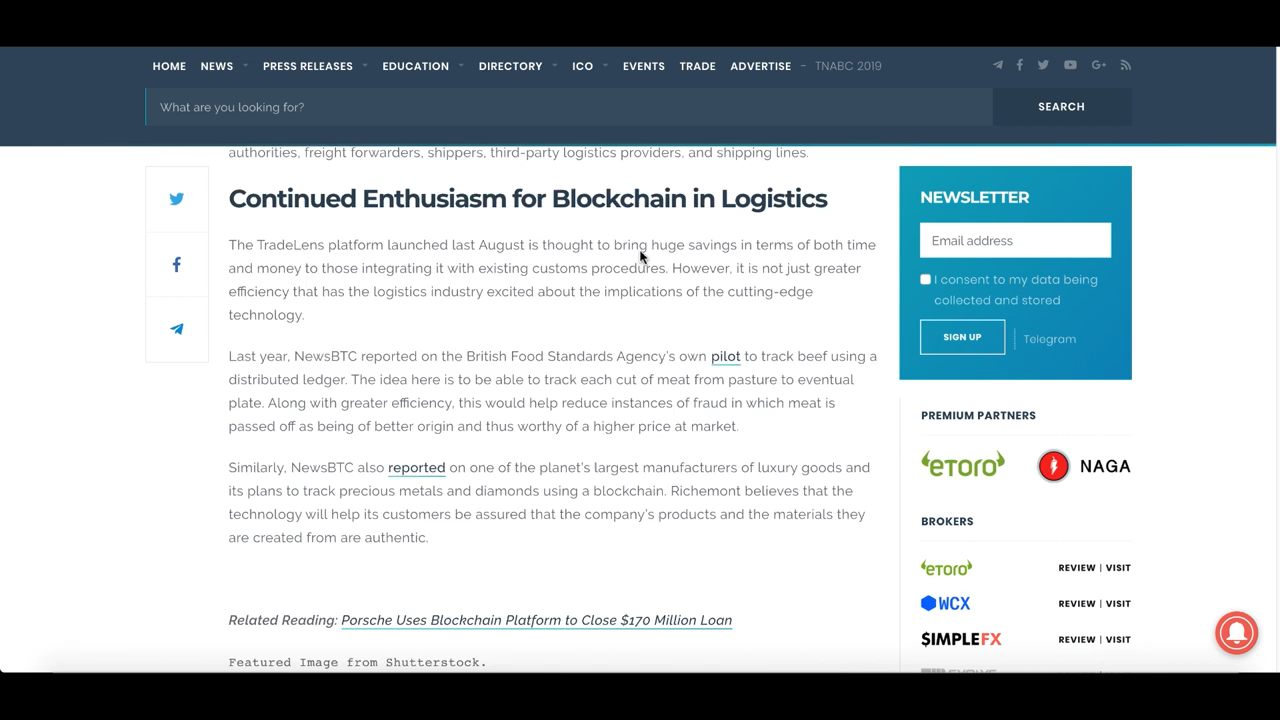 HOME NEWS PRESS RELEASES EDUCATION DIRECTORY ICO EVENTS TRADE ADVERTISE – TNABC 2019
What are you looking for? SEARCH
authorities, freight forwarders, shippers, third-party logistics providers, and shipping lines.
Continued Enthusiasm for Blockchain in Logistics
The TradeLens platform launched last August is thought to bring huge savings in terms of both time
and money to those integrating it with existing customs procedures. However, it is not just greater
efficiency that has the logistics industry excited about the implications of the cutting-edge
technology.
Last year, NewsBTC reported on the British Food Standards Agency's own pilot to track beef using a
distributed ledger. The idea here is to be able to track each cut of meat from pasture to eventual
plate. Along with greater efficiency, this would help reduce instances of fraud in which meat is
passed off as being of better origin and thus worthy of a higher price at market.
Similarly, NewsBTC also reported on one of the planet's largest manufacturers of luxury goods and
its plans to track precious metals and diamonds using a blockchain. Richemont believes that the
technology will help its customers be assured that the company's products and the materials they
are created from are authentic.
Related Reading: Porsche Uses Blockchain Platform to Close $170 Million Loan
Featured Image from Shutterstock.
NEWSLETTER
Email address
I consent to my data being
collected and stored
SIGN UP Telegram
PREMIUM PARTNERS
eToro NAGA
BROKERS
eToro REVIEW | VISIT
WCX REVIEW | VISIT
$IMPLEFX REVIEW | VISIT